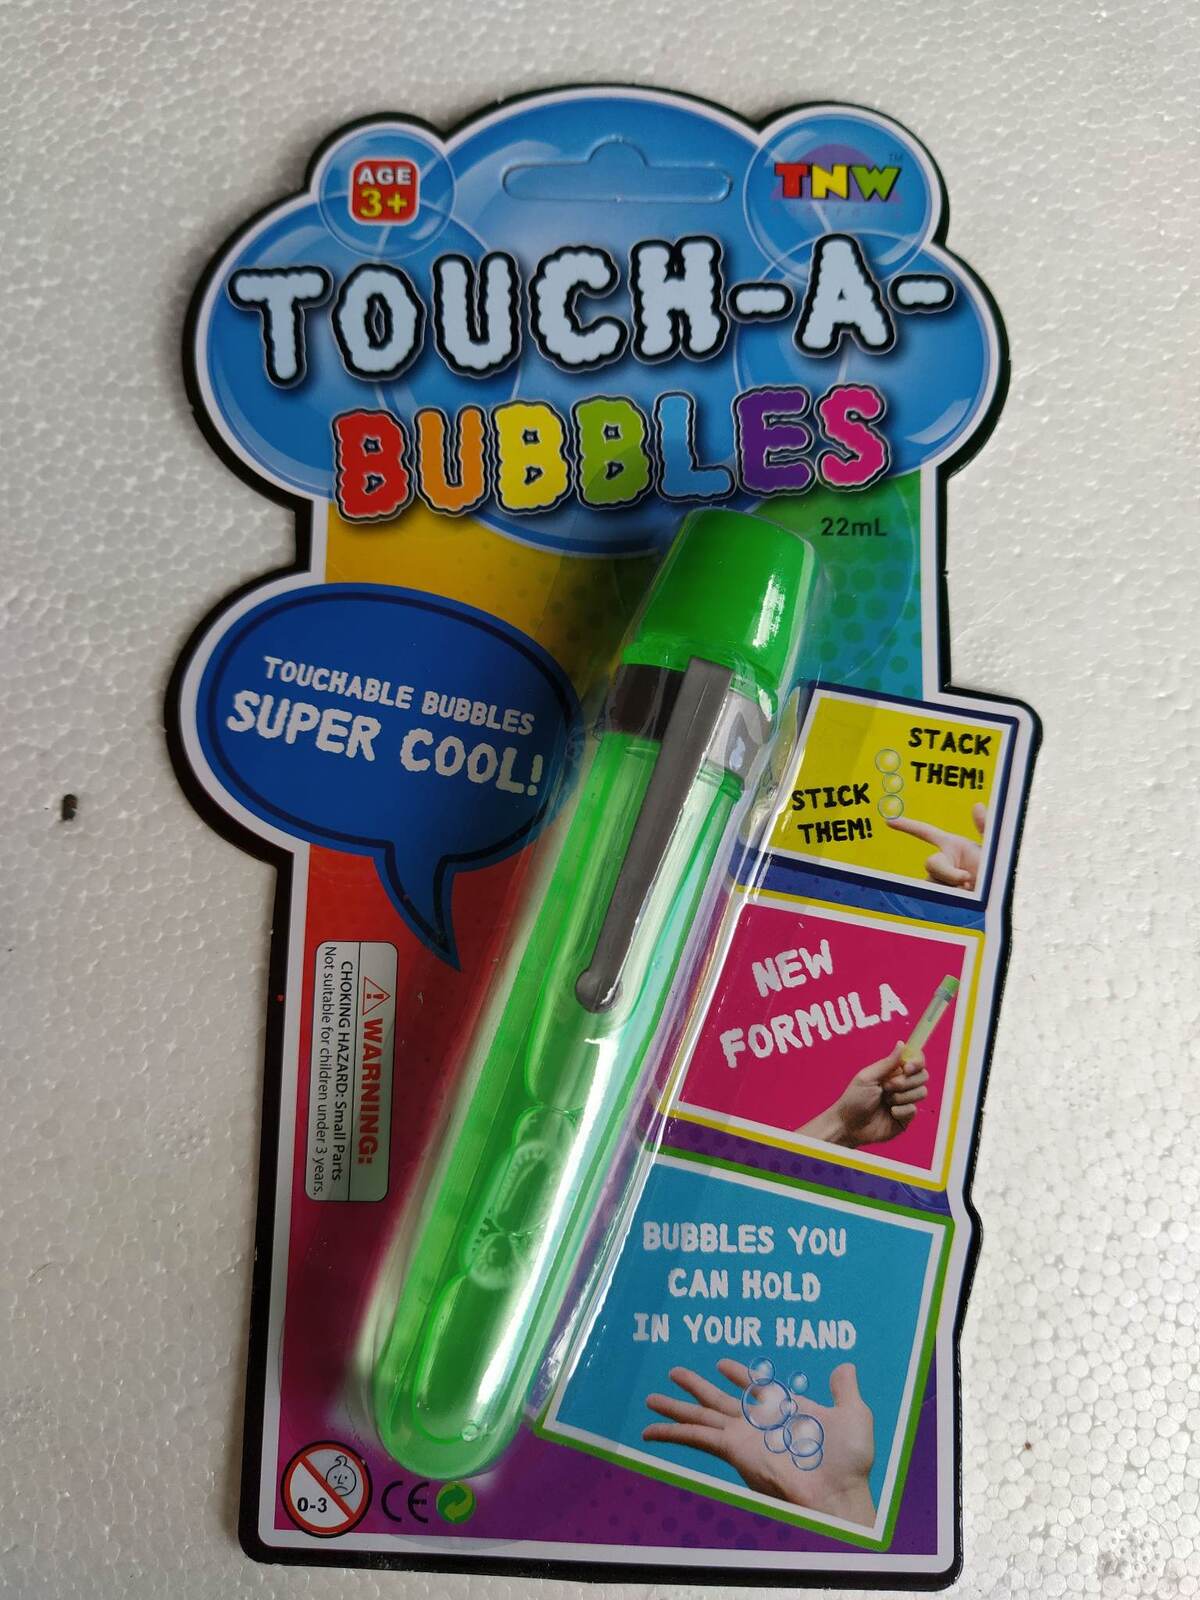 AGE
3+
TNW
TM
TOUCH-A-
BUBBLES
22mL
TOUCHABLE BUBBLES
SUPER COOL!
STACK
THEM!
STICK
THEM!
NEW
FORMULA
WARNING:
CHOKING HAZARD: Small Parts
Not suitable for children under 3 years.
BUBBLES YOU
CAN HOLD
IN YOUR HAND
0-3
CE